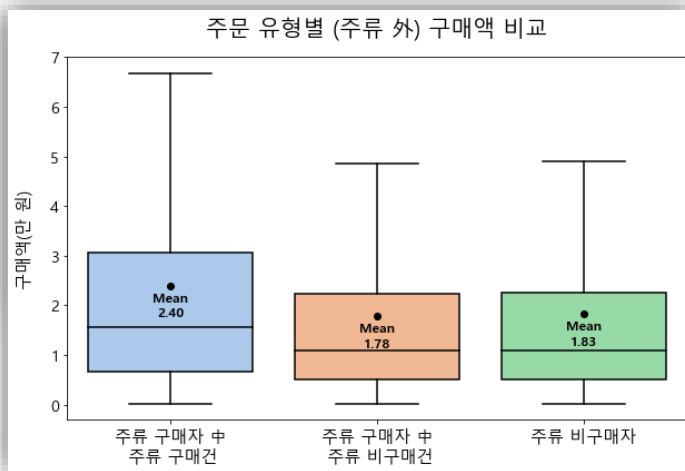 주문 유형별 (주류 外) 구매액 비교
구매액(만 원)
7
6
5
4
3
2
1
0
Mean
2.40
Mean
1.78
Mean
1.83
주류 구매자 中
주류 구매건
주류 구매자 中
주류 비구매건
주류 비구매자